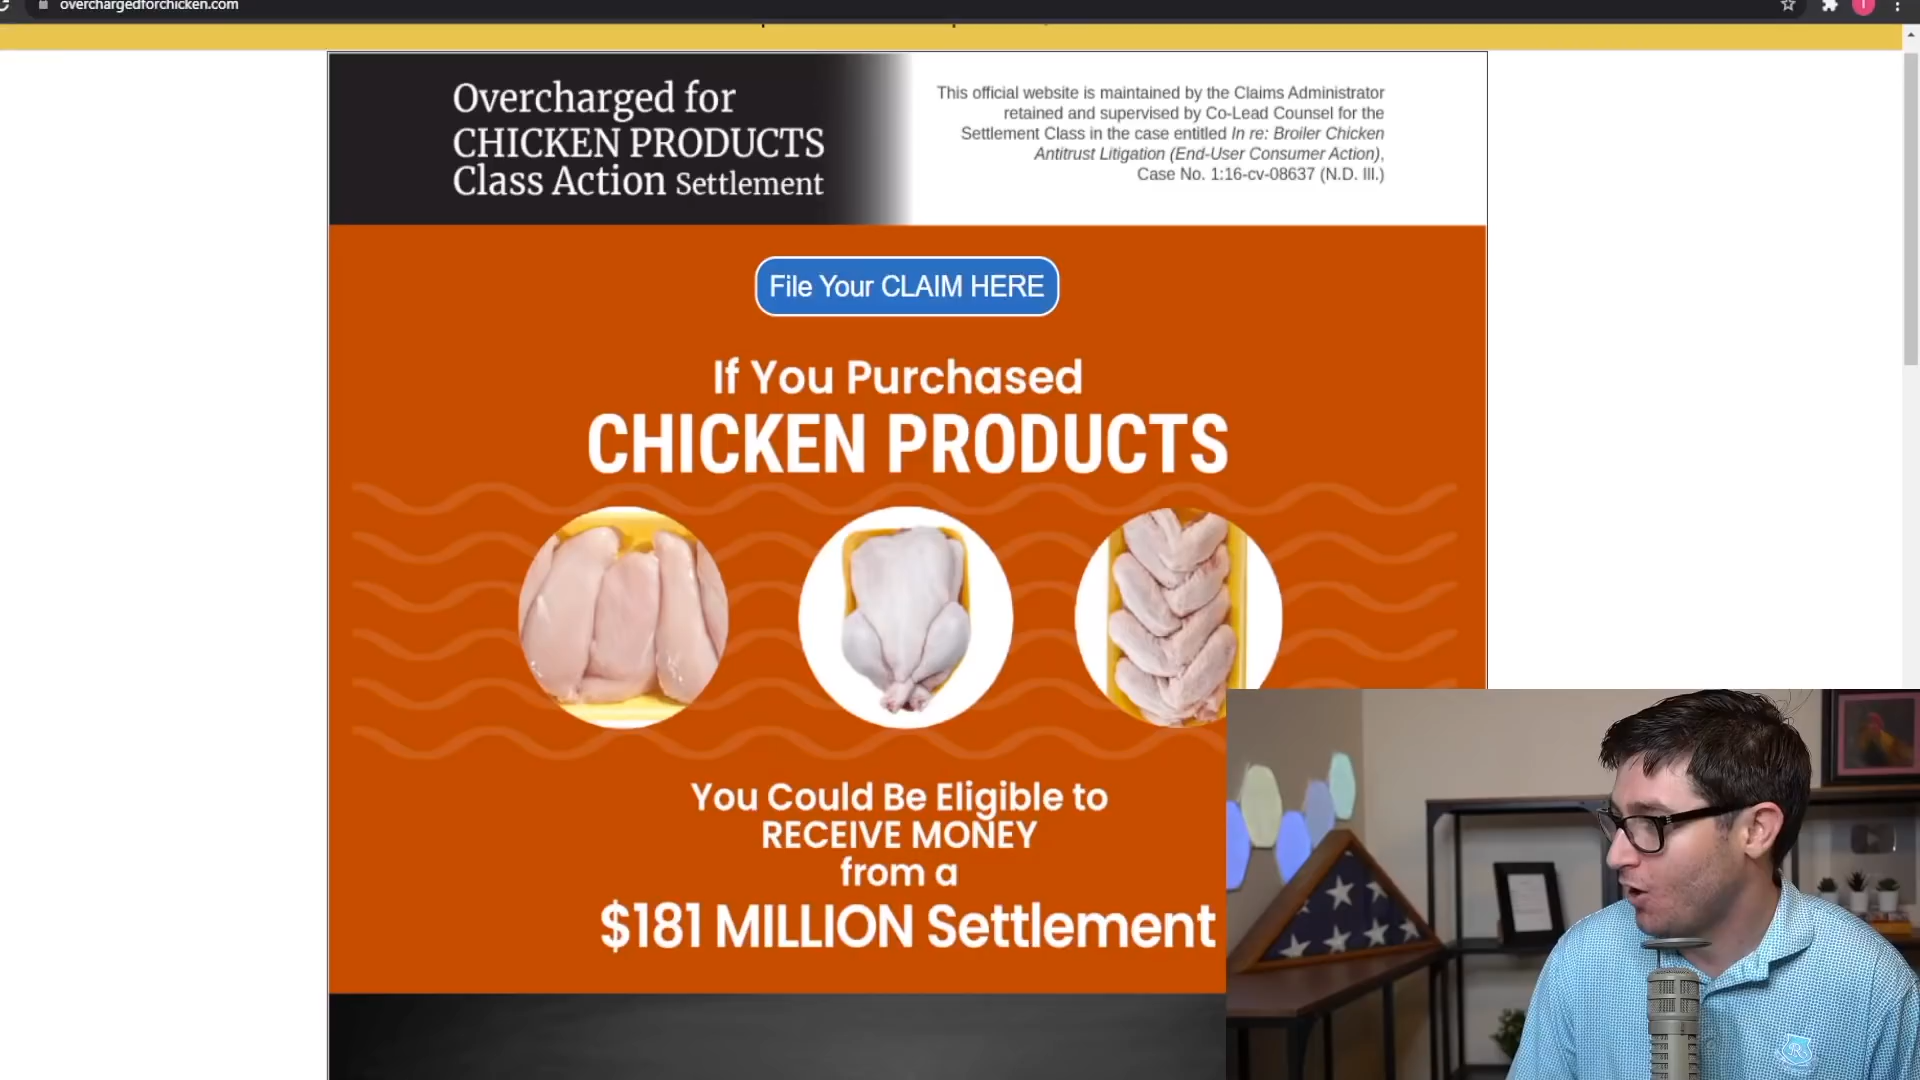 overchargedforchicken.com
Overcharged for
CHICKEN PRODUCTS
Class Action Settlement
This official website is maintained by the Claims Administrator
retained and supervised by Co-Lead Counsel for the
Settlement Class in the case entitled In re: Broiler Chicken
Antitrust Litigation (End-User Consumer Action),
Case No. 1:16-cv-08637 (N.D. Ill.)
File Your CLAIM HERE
If You Purchased
CHICKEN PRODUCTS
You Could Be Eligible to
RECEIVE MONEY
from a
$181 MILLION Settlement